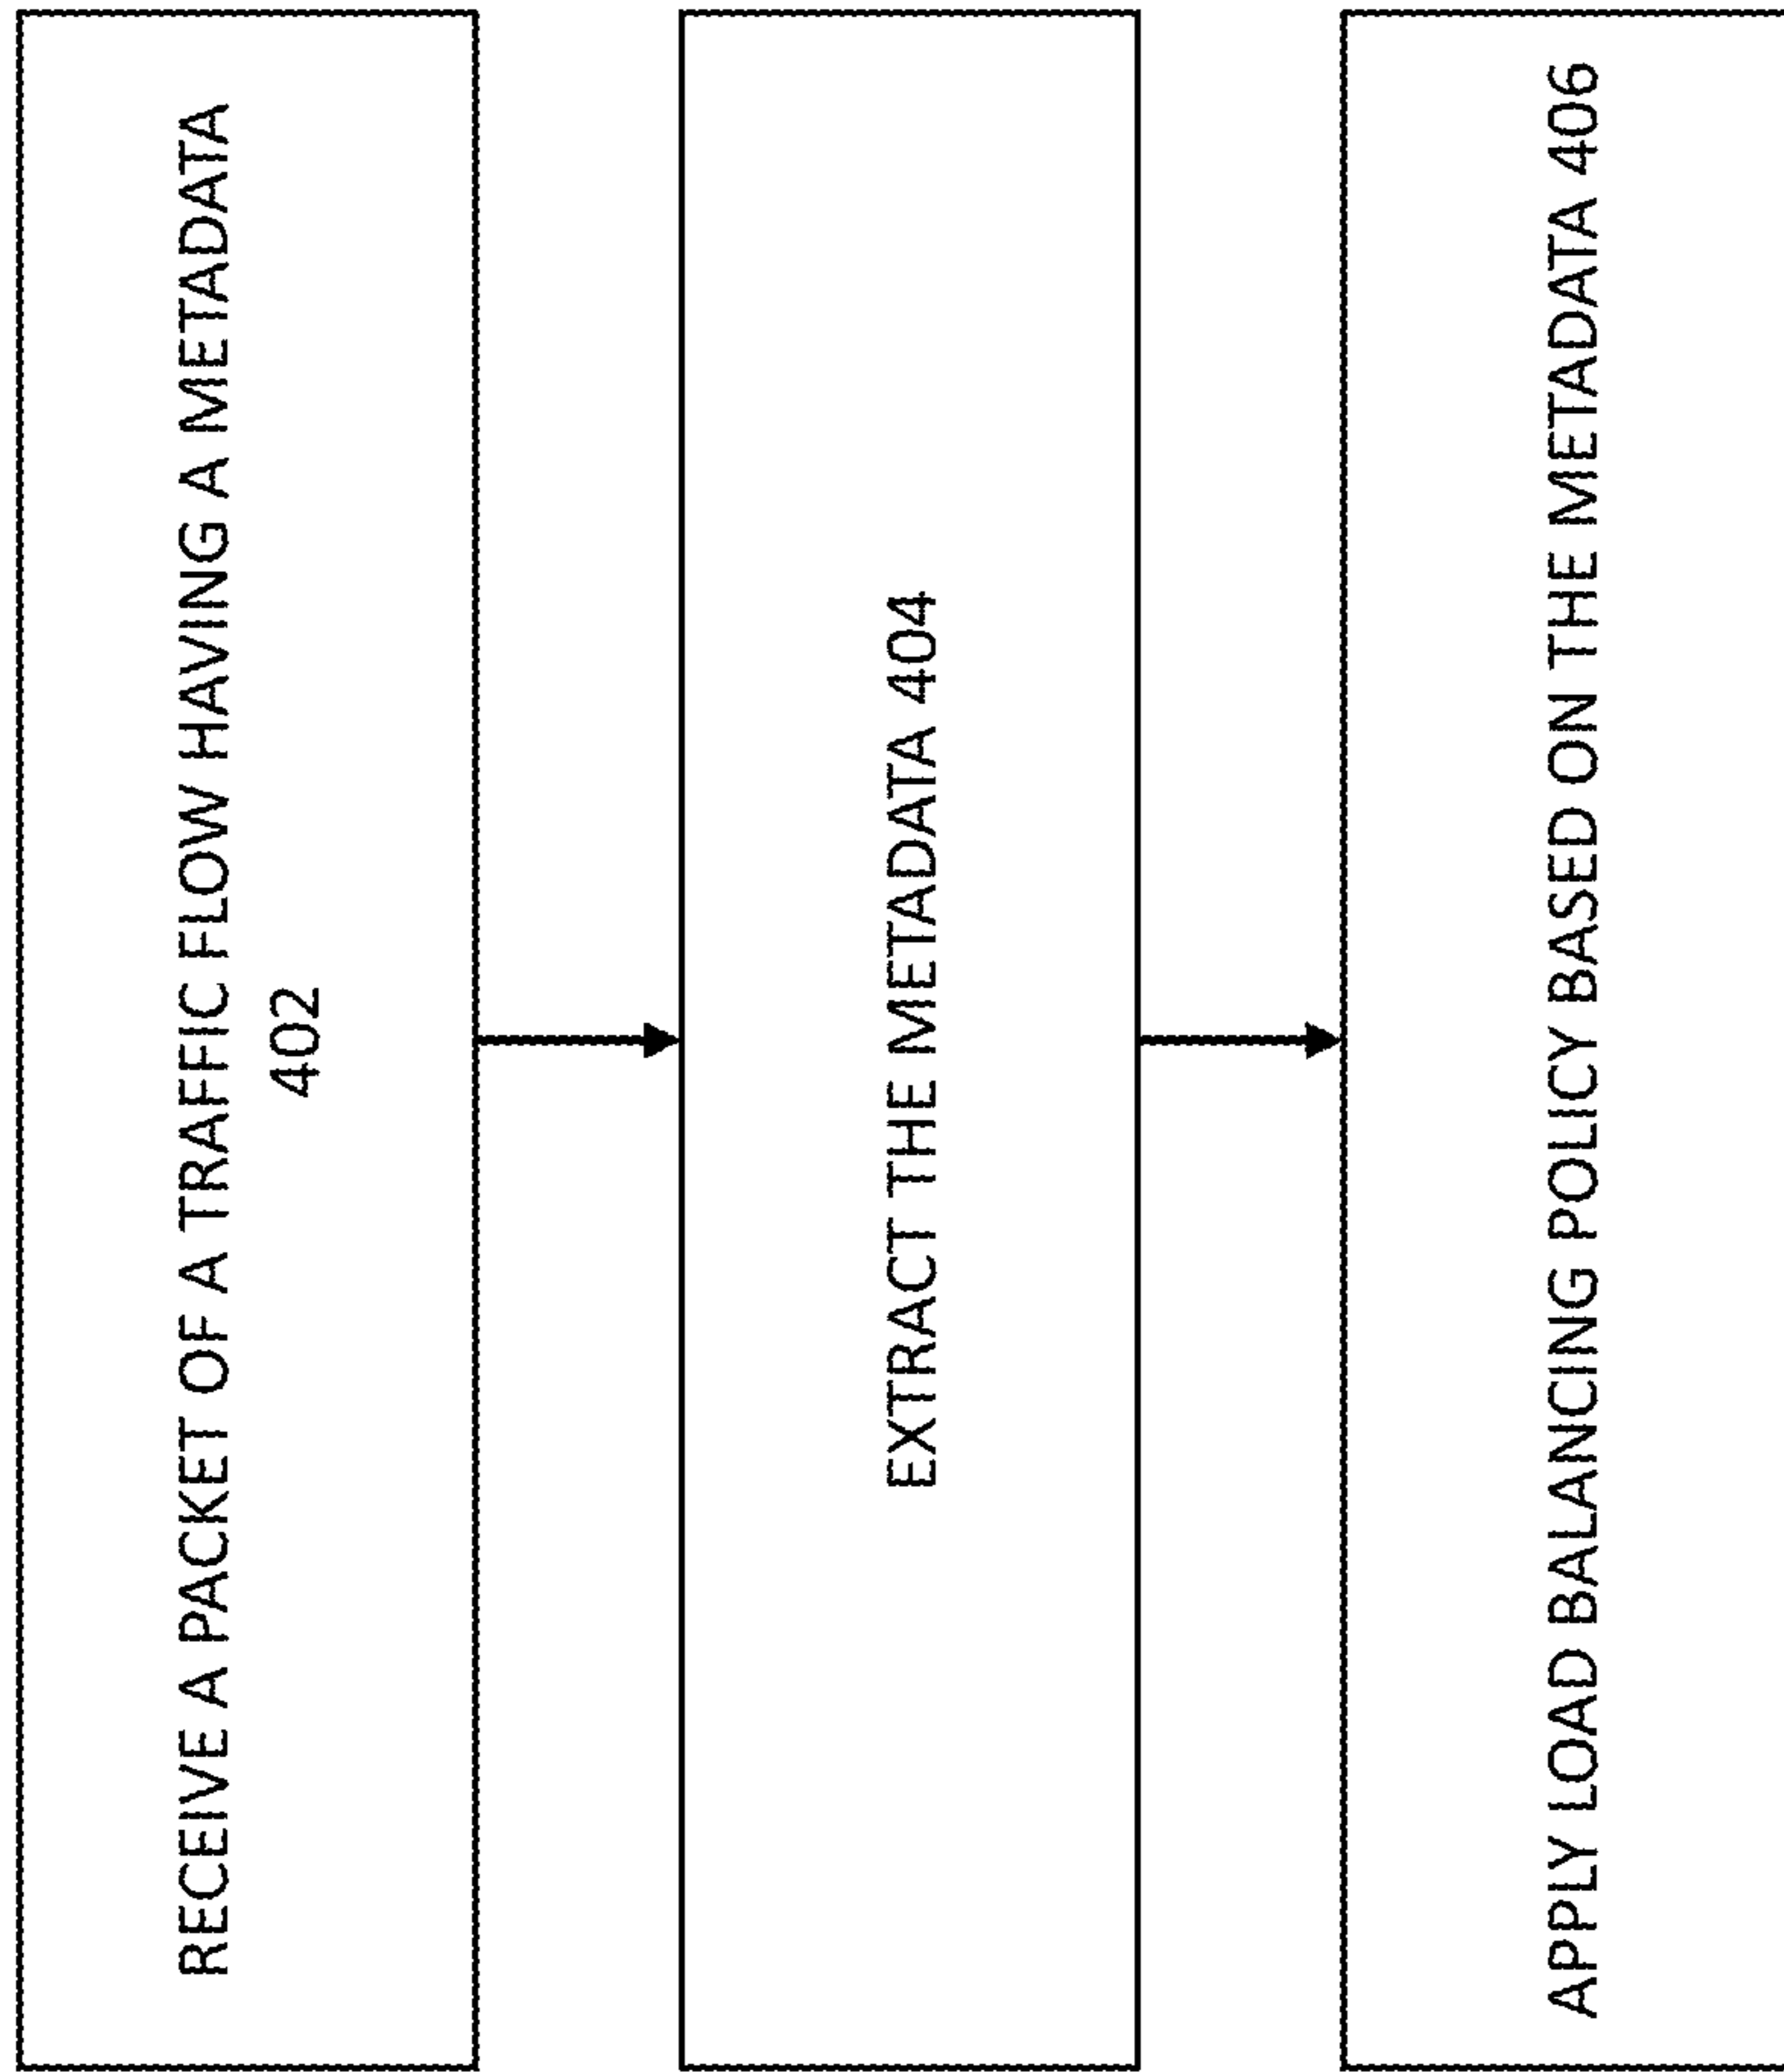 RECEIVE A PACKET OF A TRAFFIC FLOW HAVING A METADATA
402
EXTRACT THE METADATA 404
APPLY LOAD BALANCING POLICY BASED ON THE METADATA 406